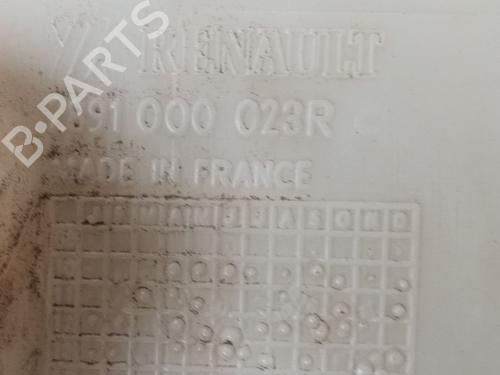 RENAULT
B-PARTS
91 000 023R C
MADE IN FRANCE
J F M A M J J A S O N D